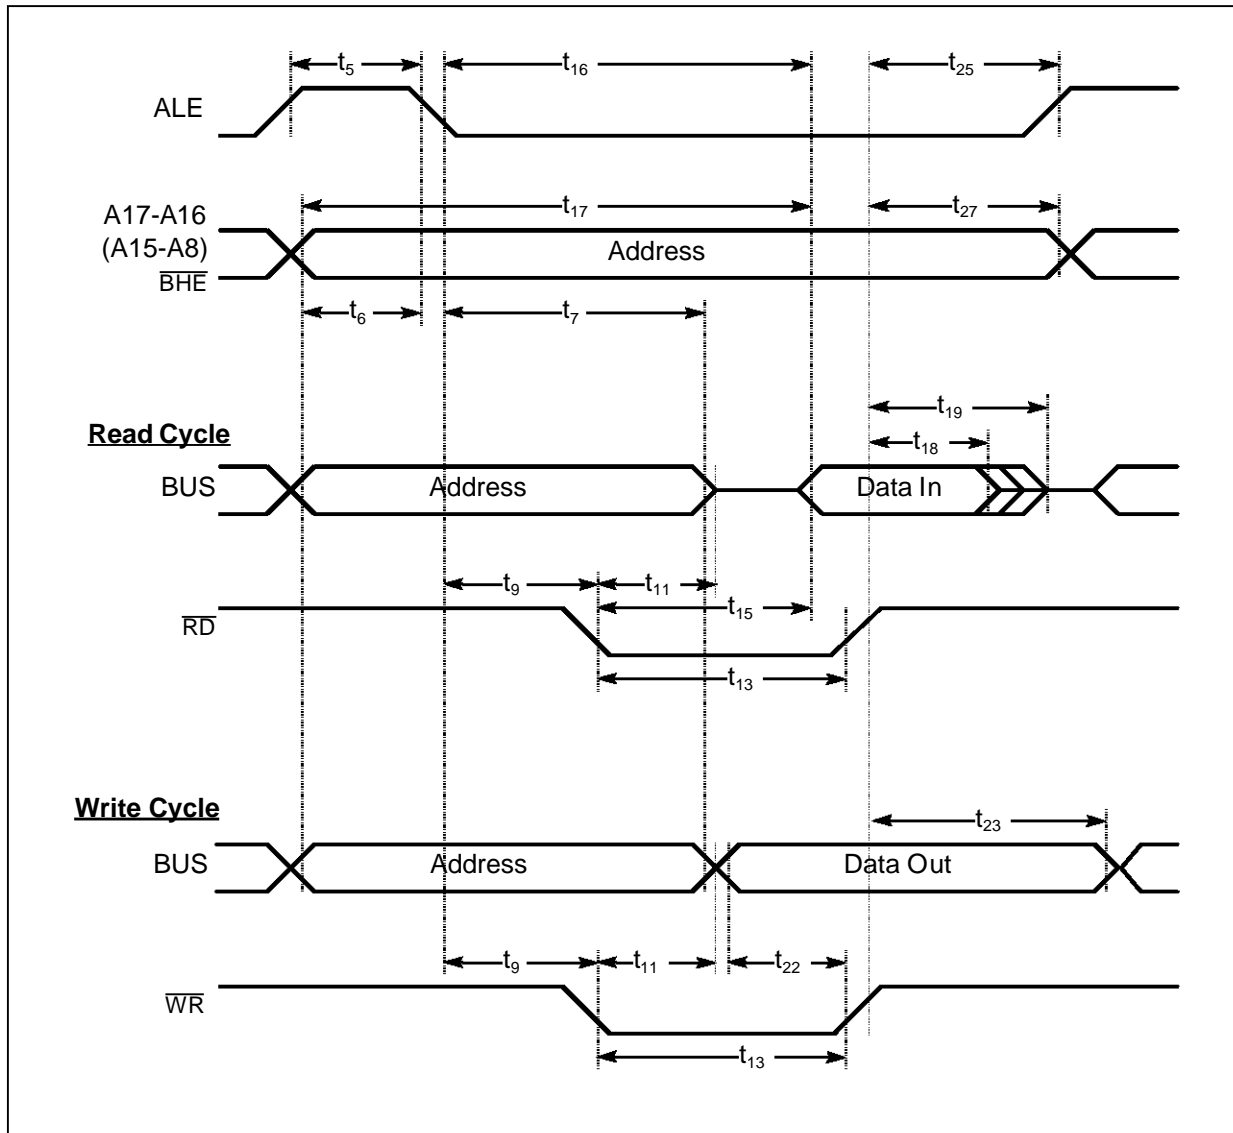 t5 t16 t25
ALE
A17-A16 t17 t27
(A15-A8) Address
BHE
t6 t7
t19
Read Cycle t18
BUS Address Data In
t9 t11
RD t15
t13
Write Cycle
t23
BUS Address Data Out
t9 t11 t22
WR
t13